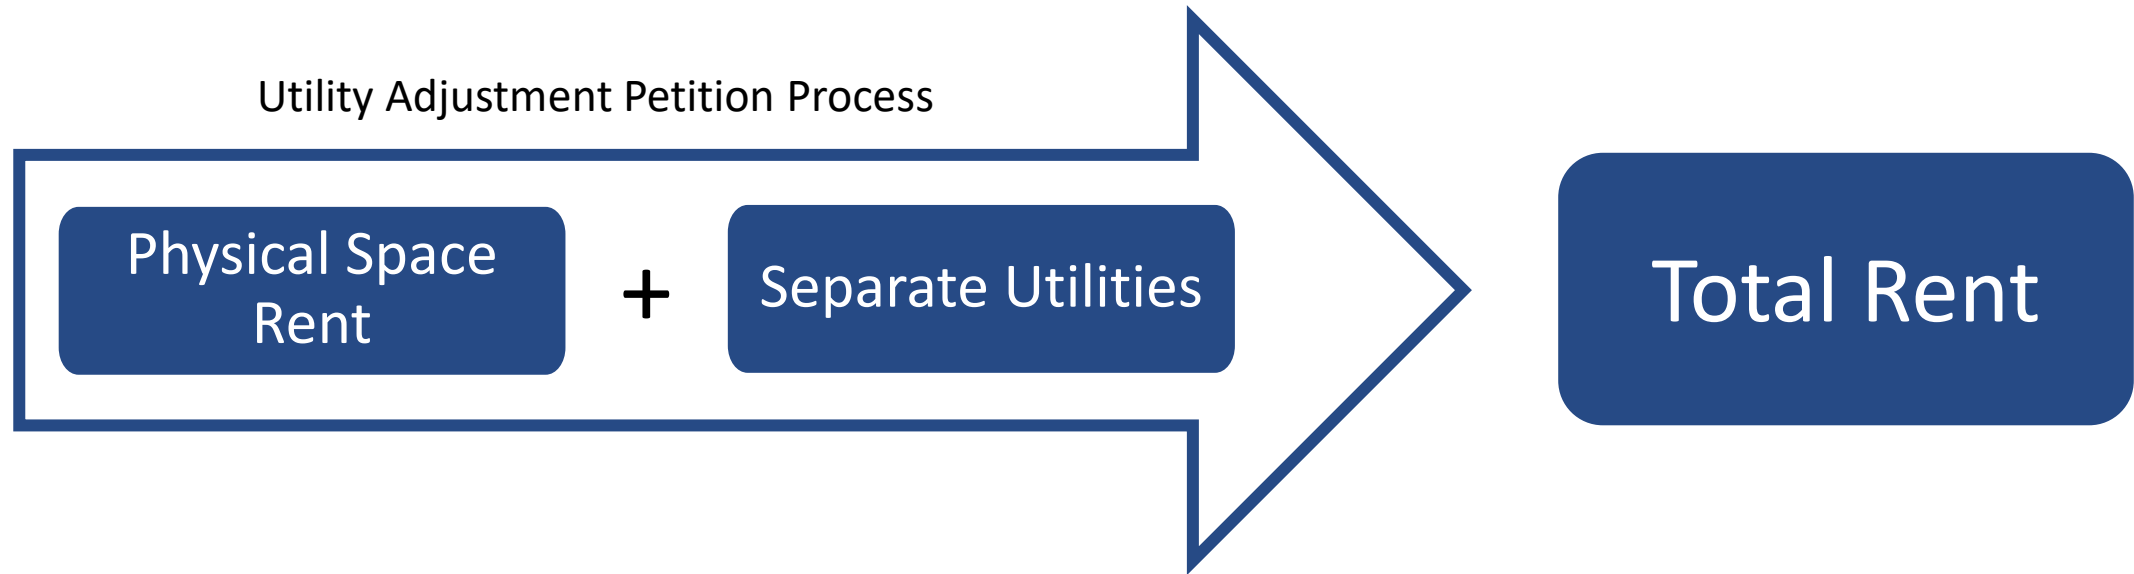 Utility Adjustment Petition Process
Physical Space
Rent
+
Separate Utilities
Total Rent